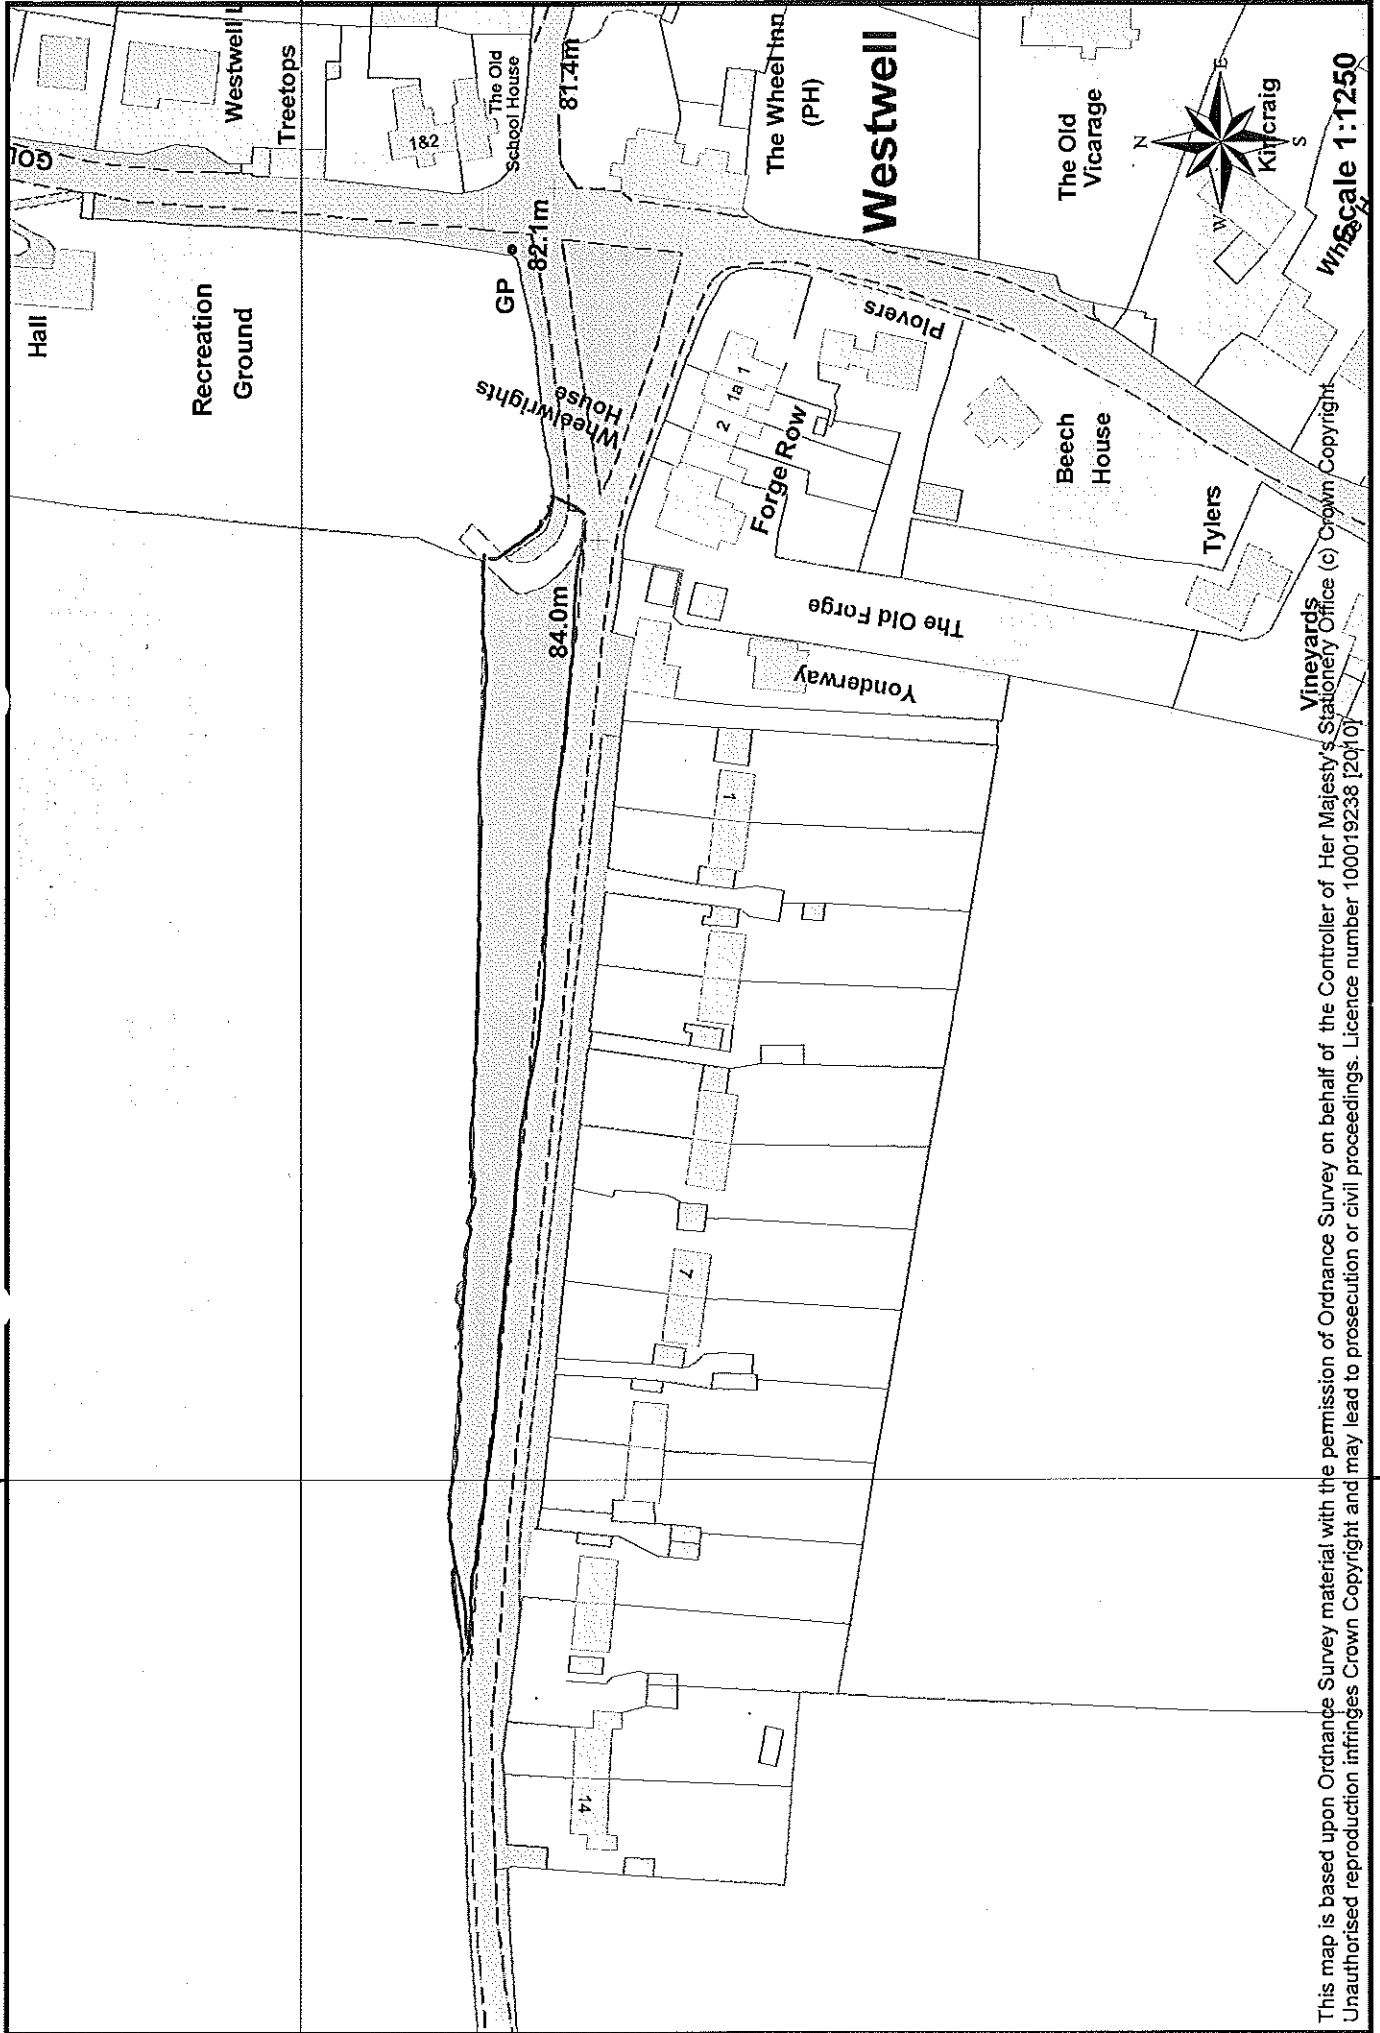 Hall
Recreation
Ground
Westwell L
Treetops
1&2
The Old
School House
81.4m
82.1m
GP
The Wheel Inn
(PH)
Westwell
The Old
Vicarage
N
E
S
W
Scale 1:1250
Wheelwrights
House
Plovers
1
1a
2
Forge Row
Beech
House
Tylers
Vineyards
84.0m
The Old Forge
Yonderway
1
7
14
This map is based upon Ordnance Survey material with the permission of Ordnance Survey on behalf of the Controller of Her Majesty's Stationery Office (c) Crown Copyright.
Unauthorised reproduction infringes Crown Copyright and may lead to prosecution or civil proceedings. Licence number 100019238 [2010]